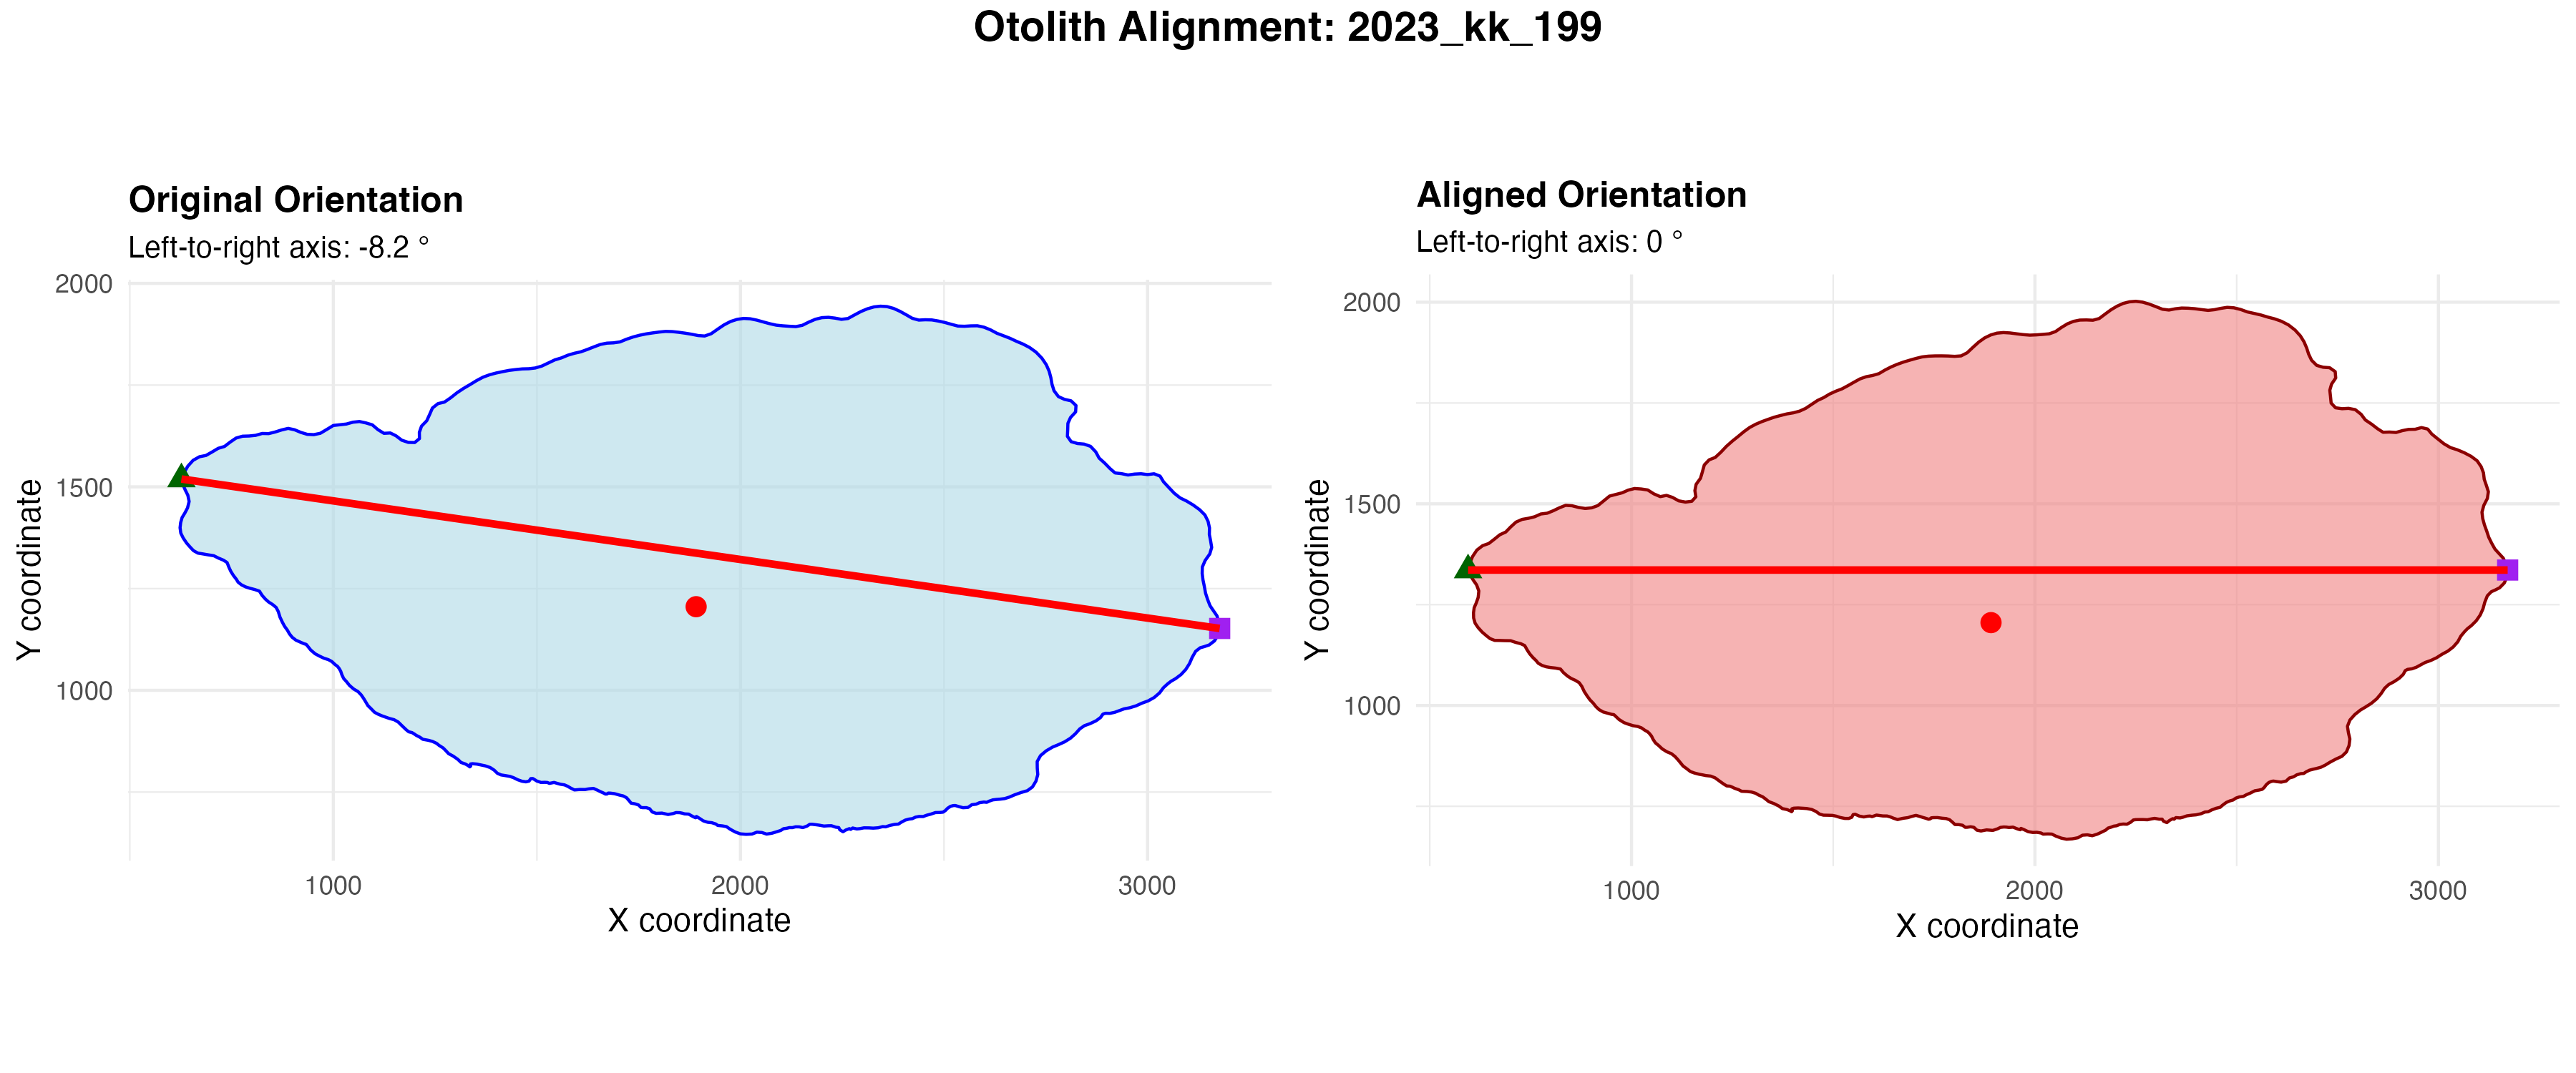 Otolith Alignment: 2023_kk_199
Original Orientation
Left-to-right axis: -8.2 °
2000
1500
1000
Y coordinate
1000
2000
3000
X coordinate
Aligned Orientation
Left-to-right axis: 0 °
2000
1500
1000
Y coordinate
1000
2000
3000
X coordinate